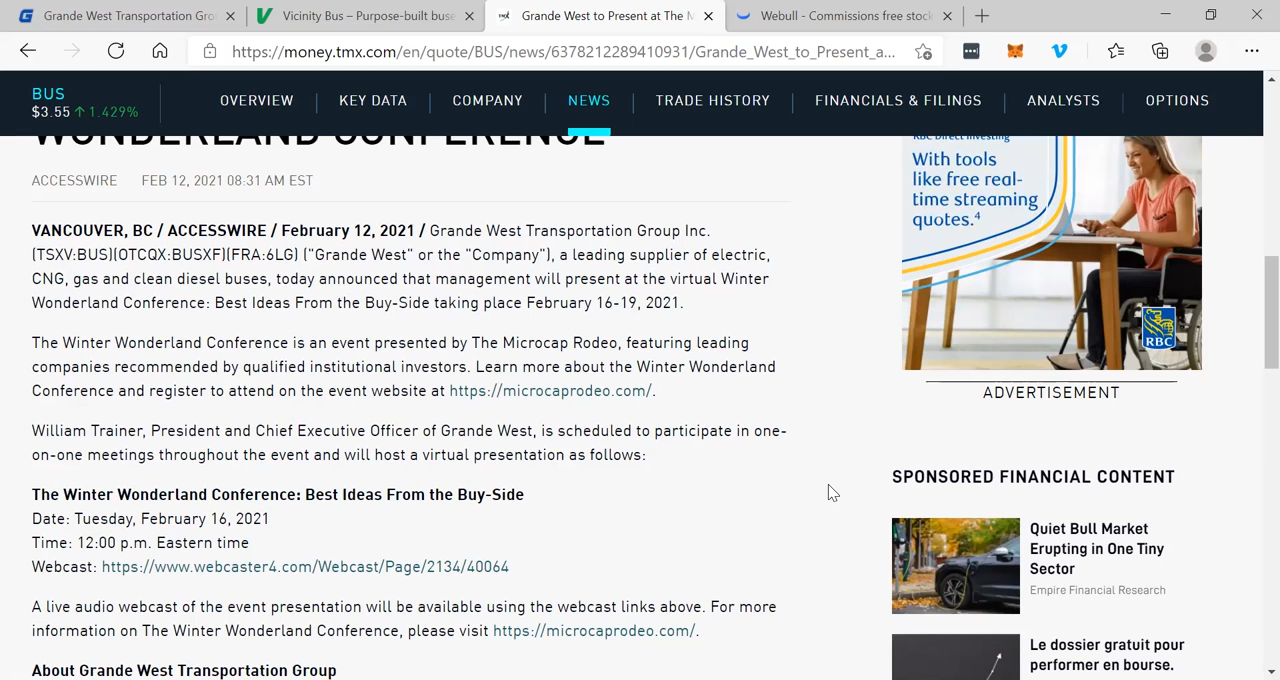 Grande West Transportation Gro
Vicinity Bus – Purpose-built buse
Grande West to Present at The M
Webull - Commissions free stock
https://money.tmx.com/en/quote/BUS/news/6378212289410931/Grande_West_to_Present_a...
BUS
$3.55 ↑ 1.429%
OVERVIEW
KEY DATA
COMPANY
NEWS
TRADE HISTORY
FINANCIALS & FILINGS
ANALYSTS
OPTIONS
WONDERLAND CONFERENCE
ACCESSWIRE FEB 12, 2021 08:31 AM EST
VANCOUVER, BC / ACCESSWIRE / February 12, 2021 / Grande West Transportation Group Inc.
(TSXV:BUS)(OTCQX:BUSXF)(FRA:6LG) ("Grande West" or the "Company"), a leading supplier of electric,
CNG, gas and clean diesel buses, today announced that management will present at the virtual Winter
Wonderland Conference: Best Ideas From the Buy-Side taking place February 16-19, 2021.
The Winter Wonderland Conference is an event presented by The Microcap Rodeo, featuring leading
companies recommended by qualified institutional investors. Learn more about the Winter Wonderland
Conference and register to attend on the event website at https://microcaprodeo.com/.
William Trainer, President and Chief Executive Officer of Grande West, is scheduled to participate in one-
on-one meetings throughout the event and will host a virtual presentation as follows:
The Winter Wonderland Conference: Best Ideas From the Buy-Side
Date: Tuesday, February 16, 2021
Time: 12:00 p.m. Eastern time
Webcast: https://www.webcaster4.com/Webcast/Page/2134/40064
A live audio webcast of the event presentation will be available using the webcast links above. For more
information on The Winter Wonderland Conference, please visit https://microcaprodeo.com/.
About Grande West Transportation Group
RBC Direct Investing
With tools
like free real-
time streaming
quotes.4
RBC
ADVERTISEMENT
SPONSORED FINANCIAL CONTENT
Quiet Bull Market
Erupting in One Tiny
Sector
Empire Financial Research
Le dossier gratuit pour
performer en bourse.